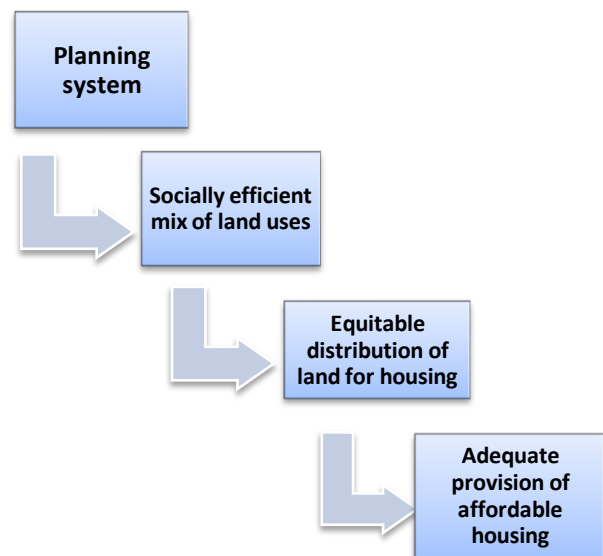 Planning
system
Socially efficient
mix of land uses
Equitable
distribution of
land for housing
Adequate
provision of
affordable
housing